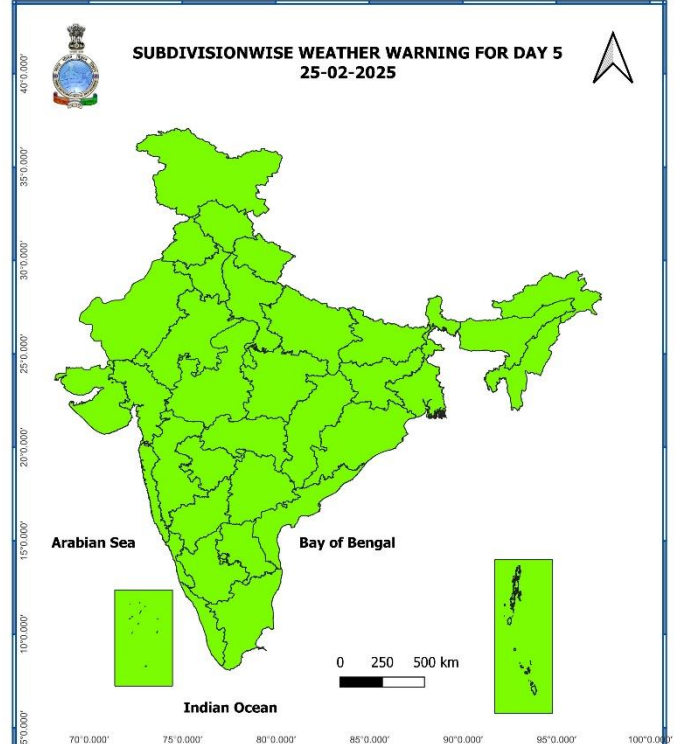 SUBDIVISIONWISE WEATHER WARNING FOR DAY 5
25-02-2025
40°0.000'
35°0.000'
30°0.000'
25°0.000'
20°0.000'
15°0.000'
10°0.000'
5°0.000'
Arabian Sea
Bay of Bengal
0 250 500 km
Indian Ocean
70°0.000' 75°0.000' 80°0.000' 85°0.000' 90°0.000' 95°0.000' 100°0.000'